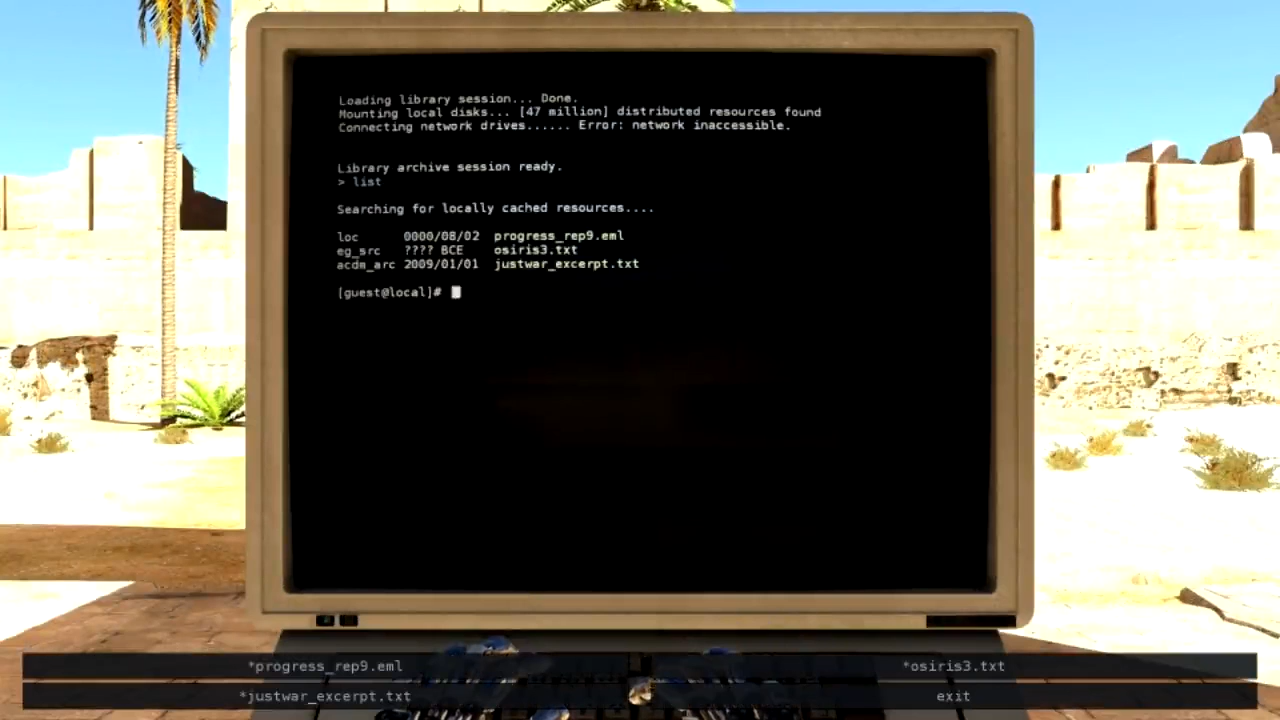 Loading library session... Done.
Mounting local disks... [47 million] distributed resources found
Connecting network drives...... Error: network inaccessible.
Library archive session ready.
> list
Searching for locally cached resources....
loc 0000/08/02 progress_rep9.eml
eg_src ???? BCE osiris3.txt
acdm_arc 2009/01/01 justwar_excerpt.txt
[guest@local]#
*progress_rep9.eml *osiris3.txt
*justwar_excerpt.txt exit